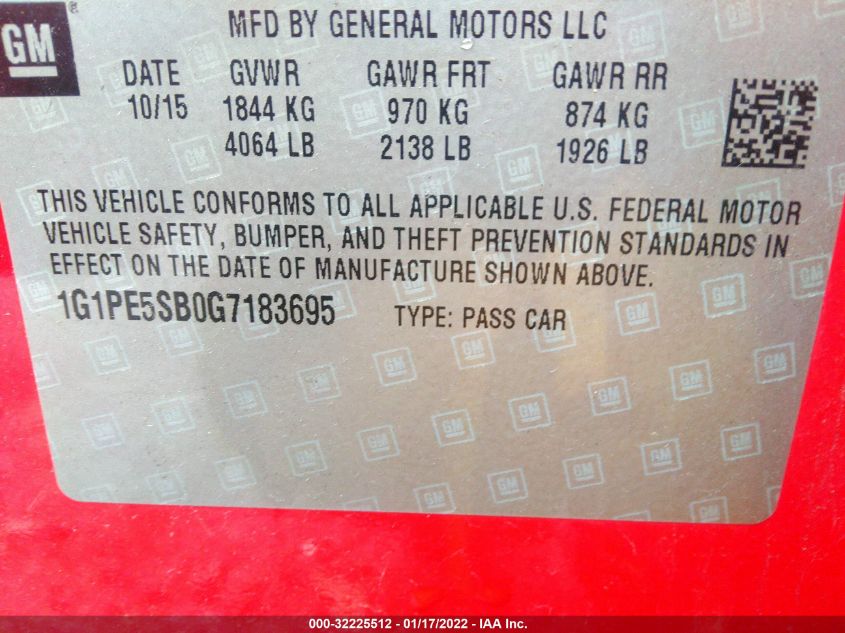 GM
®
MFD BY GENERAL MOTORS LLC
DATE GVWR GAWR FRT GAWR RR
10/15 1844 KG 970 KG 874 KG
4064 LB 2138 LB 1926 LB
THIS VEHICLE CONFORMS TO ALL APPLICABLE U.S. FEDERAL MOTOR
VEHICLE SAFETY, BUMPER, AND THEFT PREVENTION STANDARDS IN
EFFECT ON THE DATE OF MANUFACTURE SHOWN ABOVE.
1G1PE5SB0G7183695 TYPE: PASS CAR
000-32225512 - 01/17/2022 - IAA Inc.